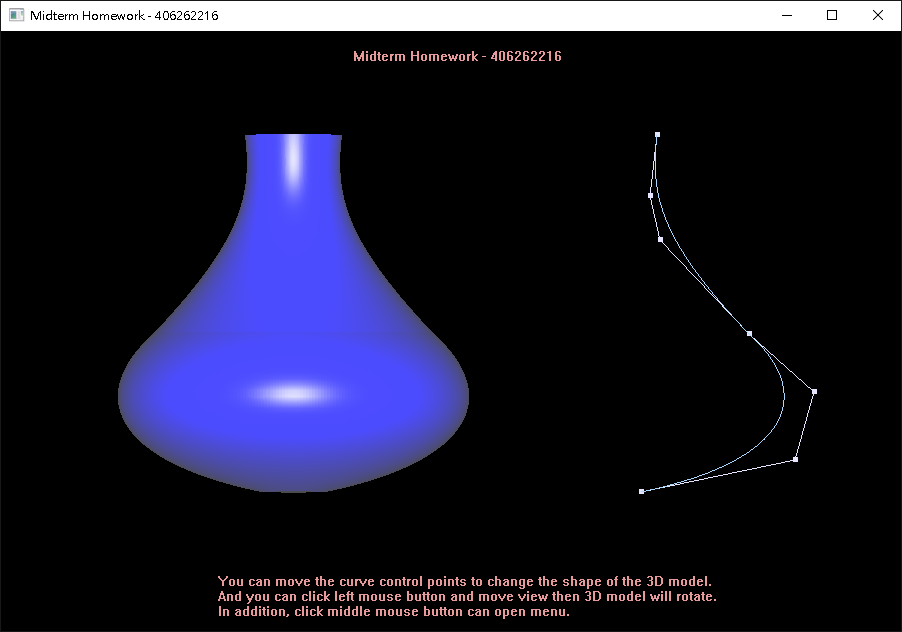 Midterm Homework - 406262216
Midterm Homework - 406262216
You can move the curve control points to change the shape of the 3D model.
And you can click left mouse button and move view then 3D model will rotate.
In addition, click middle mouse button can open menu.